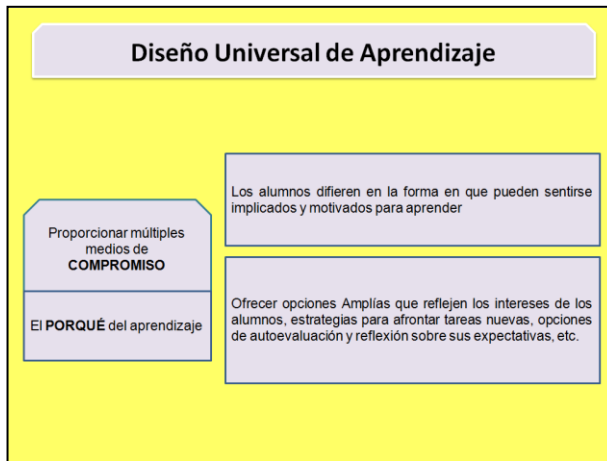 Diseño Universal de Aprendizaje
Proporcionar múltiples
medios de
COMPROMISO
El PORQUÉ del aprendizaje
Los alumnos difieren en la forma en que pueden sentirse
implicados y motivados para aprender
Ofrecer opciones Amplías que reflejen los intereses de los
alumnos, estrategias para afrontar tareas nuevas, opciones
de autoevaluación y reflexión sobre sus expectativas, etc.